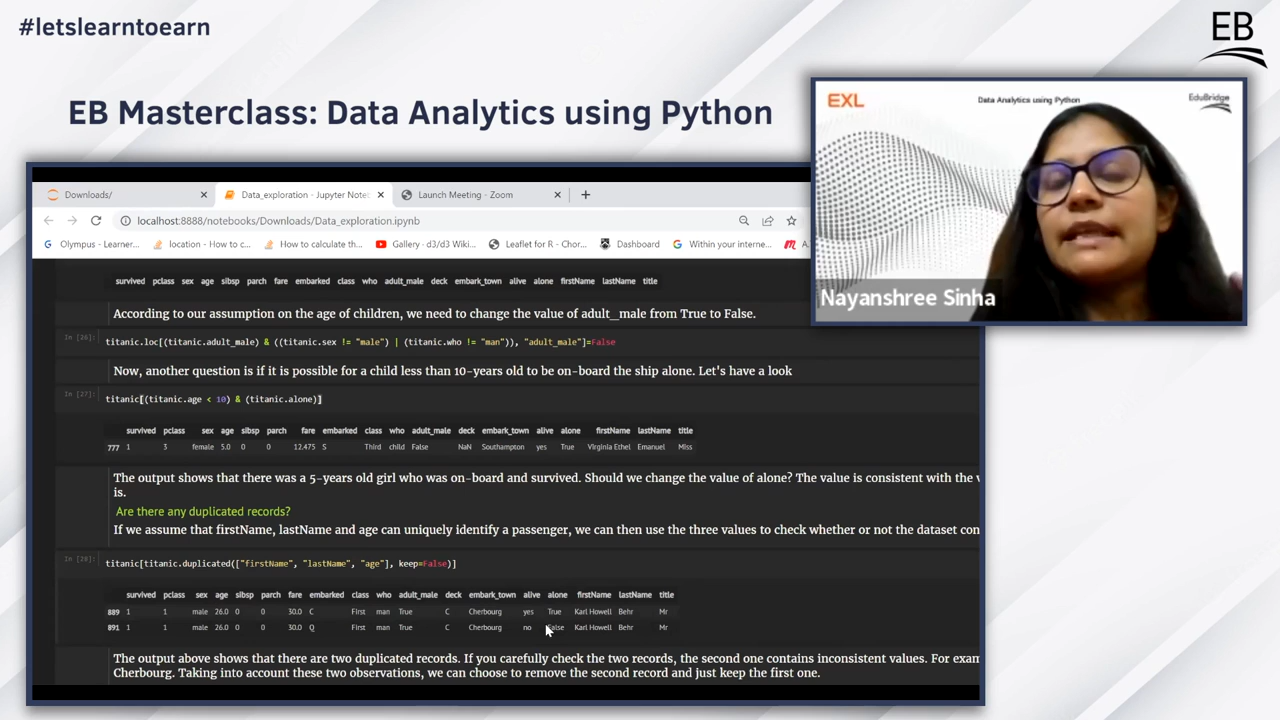 #letslearntoearn
EB
EB Masterclass: Data Analytics using Python
EXL
Data Analytics using Python
EduBridge
Nayanshree Sinha
Downloads/
Data_exploration - Jupyter Note
Launch Meeting - Zoom
localhost:8888/notebooks/Downloads/Data_exploration.ipynb
Olympus - Learner... location - How to c... How to calculate th... Gallery · d3/d3 Wiki... Leaflet for R - Chor... Dashboard Within your interne...
survived pclass sex age sibsp parch fare embarked class who adult_male deck embark_town alive alone firstName lastName title
According to our assumption on the age of children, we need to change the value of adult_male from True to False.
In [26]: titanic.loc[(titanic.adult_male) & ((titanic.sex != "male") | (titanic.who != "man")), "adult_male"]=False
Now, another question is if it is possible for a child less than 10-years old to be on-board the ship alone. Let's have a look
In [27]: titanic[(titanic.age < 10) & (titanic.alone)]
survived pclass sex age sibsp parch fare embarked class who adult_male deck embark_town alive alone firstName lastName title
777 1 3 female 5.0 0 0 12.475 S Third child False NaN Southampton yes True Virginia Ethel Emanuel Miss
The output shows that there was a 5-years old girl who was on-board and survived. Should we change the value of alone? The value is consistent with the v
is.
Are there any duplicated records?
If we assume that firstName, lastName and age can uniquely identify a passenger, we can then use the three values to check whether or not the dataset con
titanic[titanic.duplicated(["firstName", "lastName", "age"], keep=False)]
survived pclass sex age sibsp parch fare embarked class who adult_male deck embark_town alive alone firstName lastName title
889 1 1 male 26.0 0 0 30.0 C First man True C Cherbourg yes True Karl Howell Behr Mr
891 1 1 male 26.0 0 0 30.0 Q First man True C Cherbourg no False Karl Howell Behr Mr
The output above shows that there are two duplicated records. If you carefully check the two records, the second one contains inconsistent values. For exam
Cherbourg. Taking into account these two observations, we can choose to remove the second record and just keep the first one.